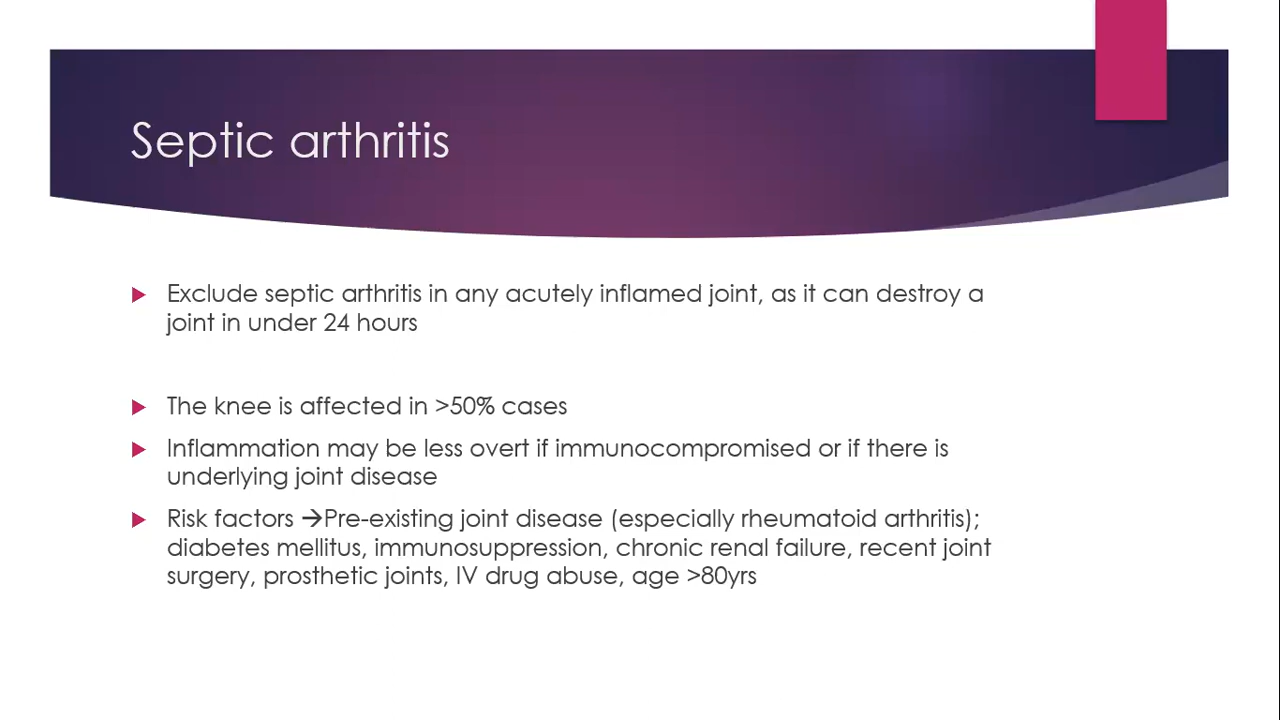 Septic arthritis
Exclude septic arthritis in any acutely inflamed joint, as it can destroy a
joint in under 24 hours
The knee is affected in >50% cases
Inflammation may be less overt if immunocompromised or if there is
underlying joint disease
Risk factors →Pre-existing joint disease (especially rheumatoid arthritis);
diabetes mellitus, immunosuppression, chronic renal failure, recent joint
surgery, prosthetic joints, IV drug abuse, age >80yrs